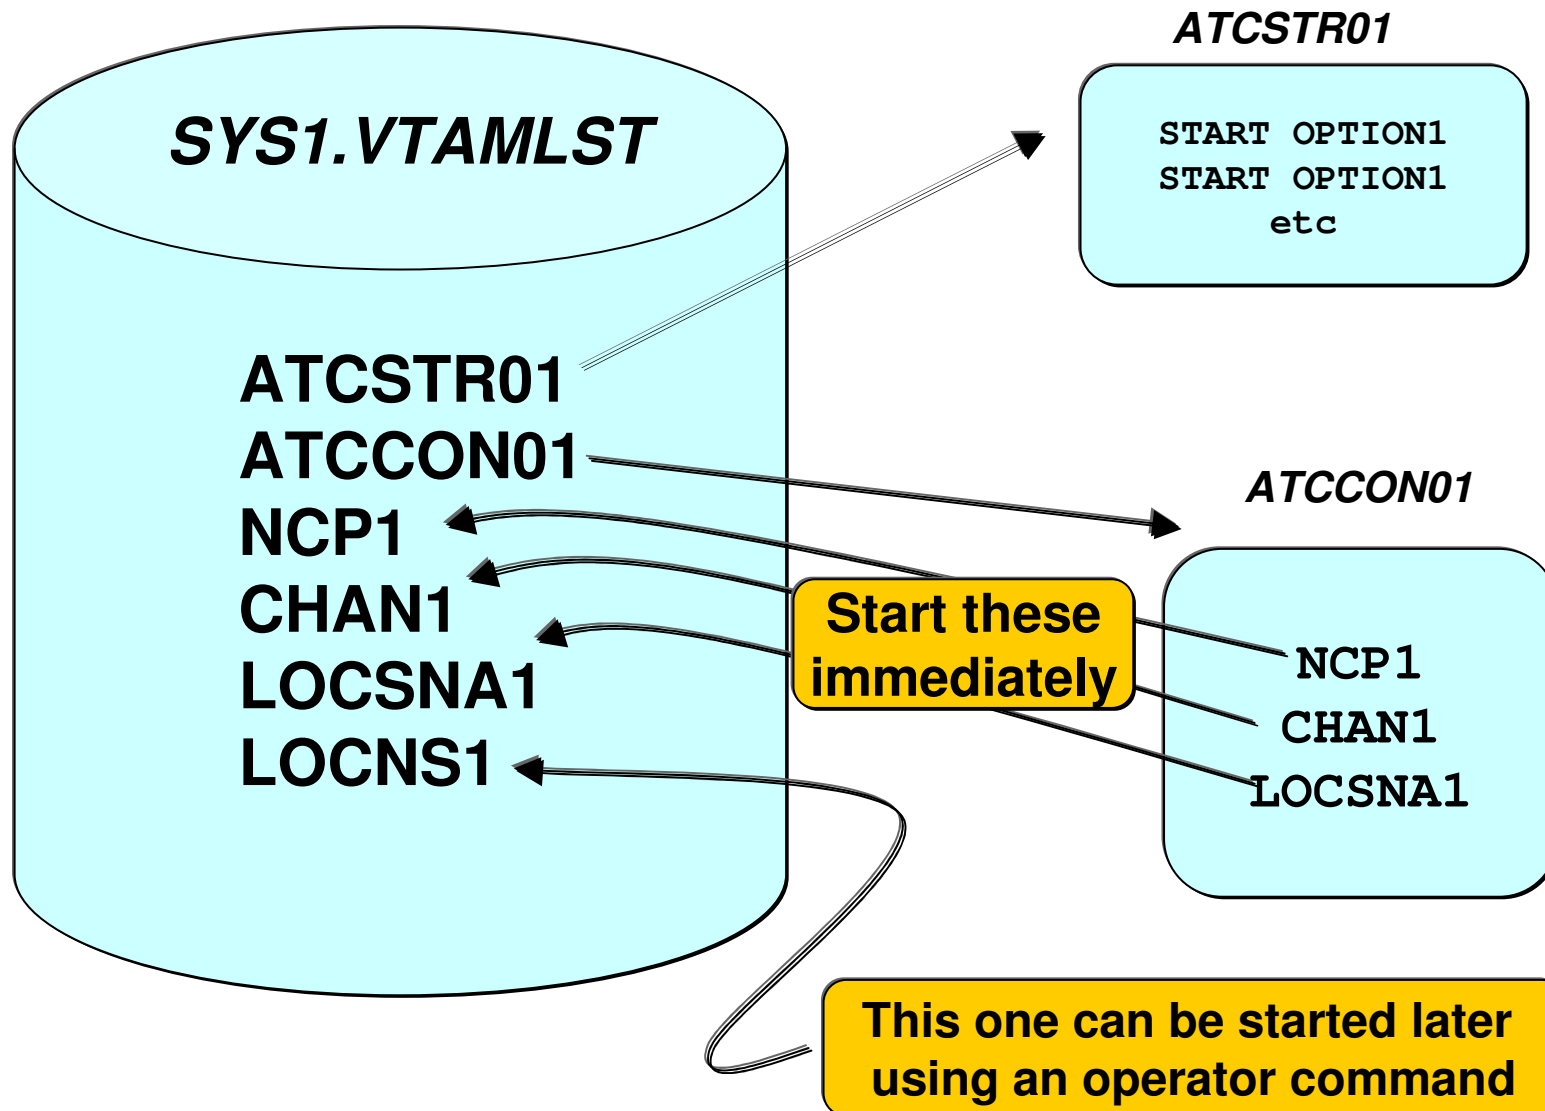 SYS1.VTAMLST
ATCSTR01
ATCCON01
NCP1
CHAN1
LOCSNA1
LOCNS1
ATCSTR01
START OPTION1
START OPTION1
etc
ATCCON01
NCP1
CHAN1
LOCSNA1
Start these
immediately
This one can be started later
using an operator command